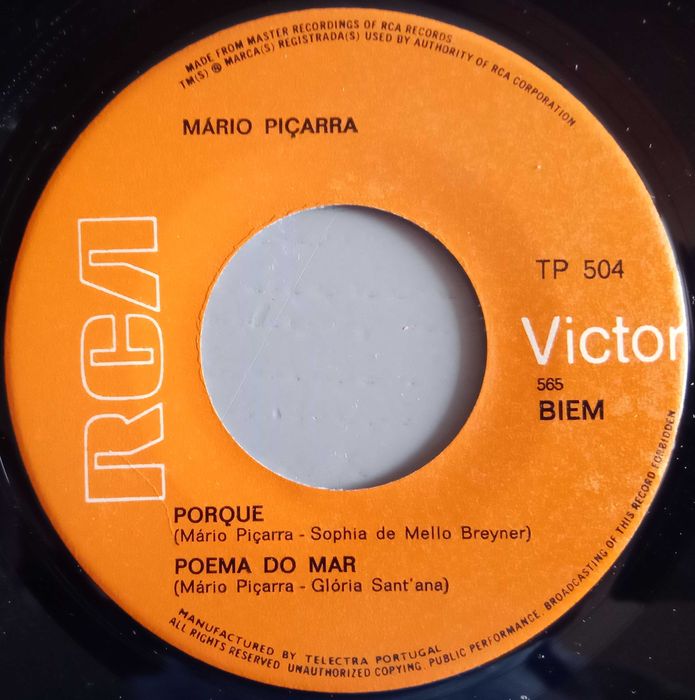 MADE FROM MASTER RECORDINGS OF RCA RECORDS
TM(S) ® MARCA(S) REGISTRADA(S) USED BY AUTHORITY OF RCA CORPORATION
MÁRIO PIÇARRA
RCA
TP 504
Victor
565
BIEM
PORQUE
(Mário Piçarra - Sophia de Mello Breyner)
POEMA DO MAR
(Mário Piçarra - Glória Sant'ana)
MANUFACTURED BY TELECTRA PORTUGAL
ALL RIGHTS RESERVED UNAUTHORIZED COPYING, PUBLIC PERFORMANCE, BROADCASTING OF THIS RECORD FORBIDDEN